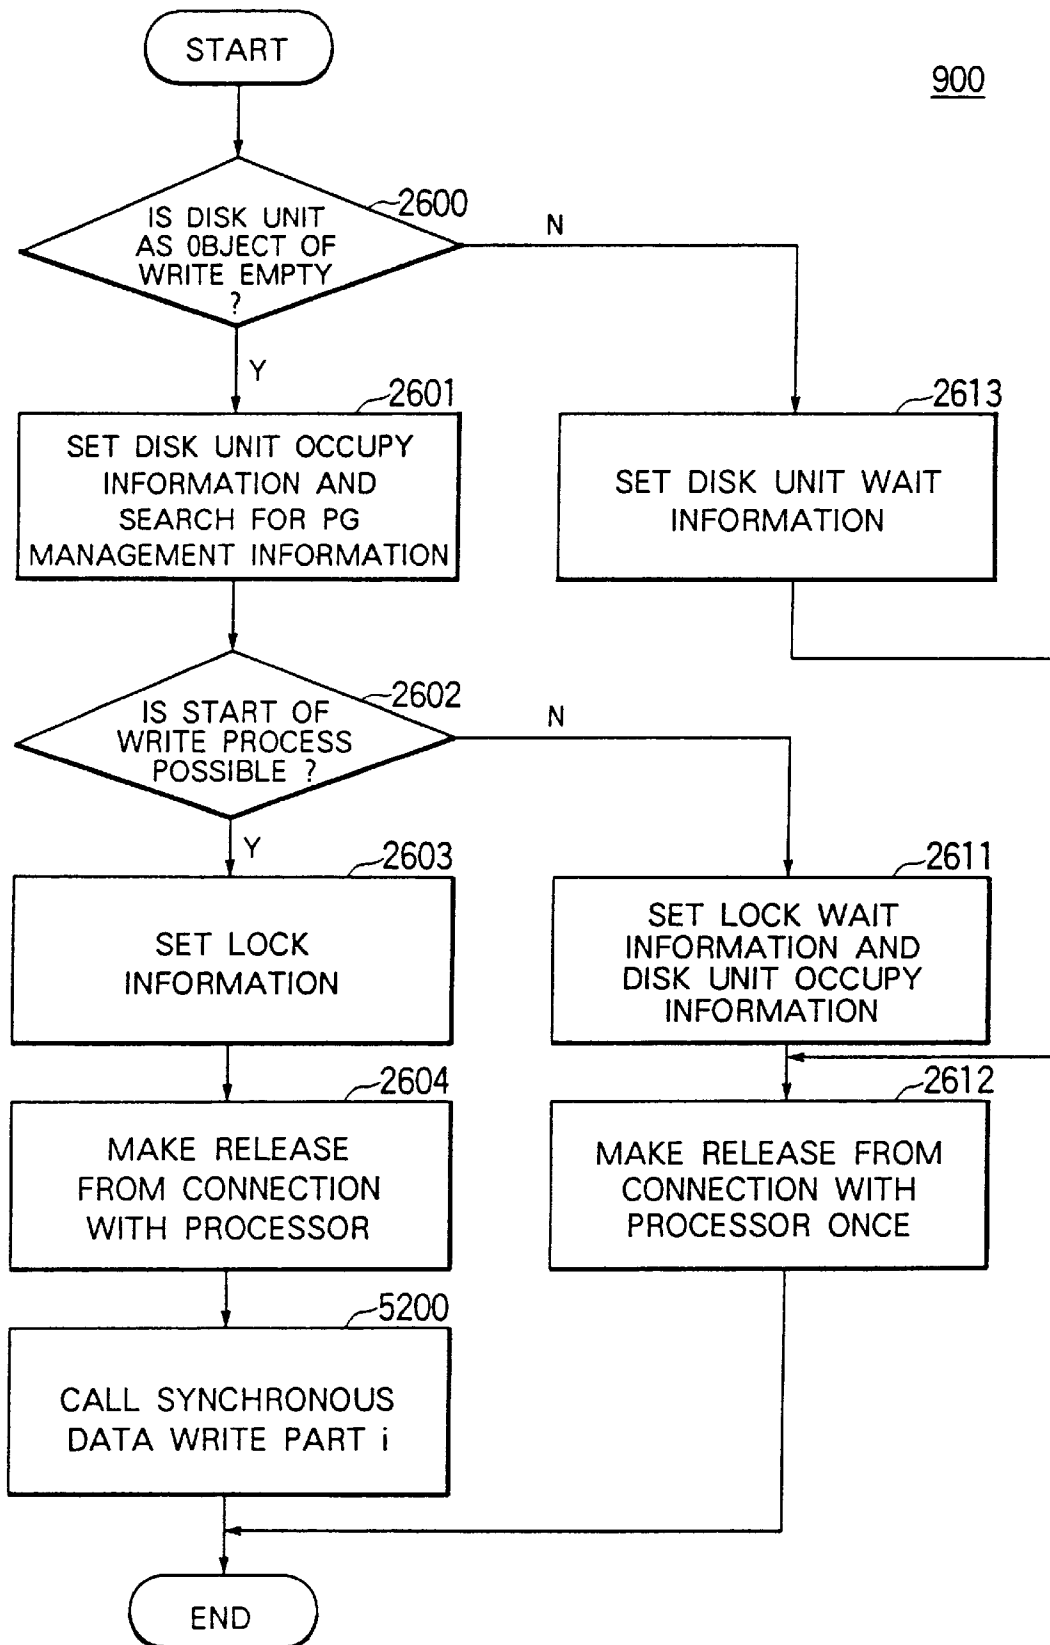 START
900
2600
IS DISK UNIT
AS OBJECT OF
WRITE EMPTY
?
N
Y
2601
SET DISK UNIT OCCUPY
INFORMATION AND
SEARCH FOR PG
MANAGEMENT INFORMATION
2613
SET DISK UNIT WAIT
INFORMATION
2602
IS START OF
WRITE PROCESS
POSSIBLE ?
N
Y
2603
SET LOCK
INFORMATION
2611
SET LOCK WAIT
INFORMATION AND
DISK UNIT OCCUPY
INFORMATION
2604
MAKE RELEASE
FROM CONNECTION
WITH PROCESSOR
2612
MAKE RELEASE FROM
CONNECTION WITH
PROCESSOR ONCE
5200
CALL SYNCHRONOUS
DATA WRITE PART i
END